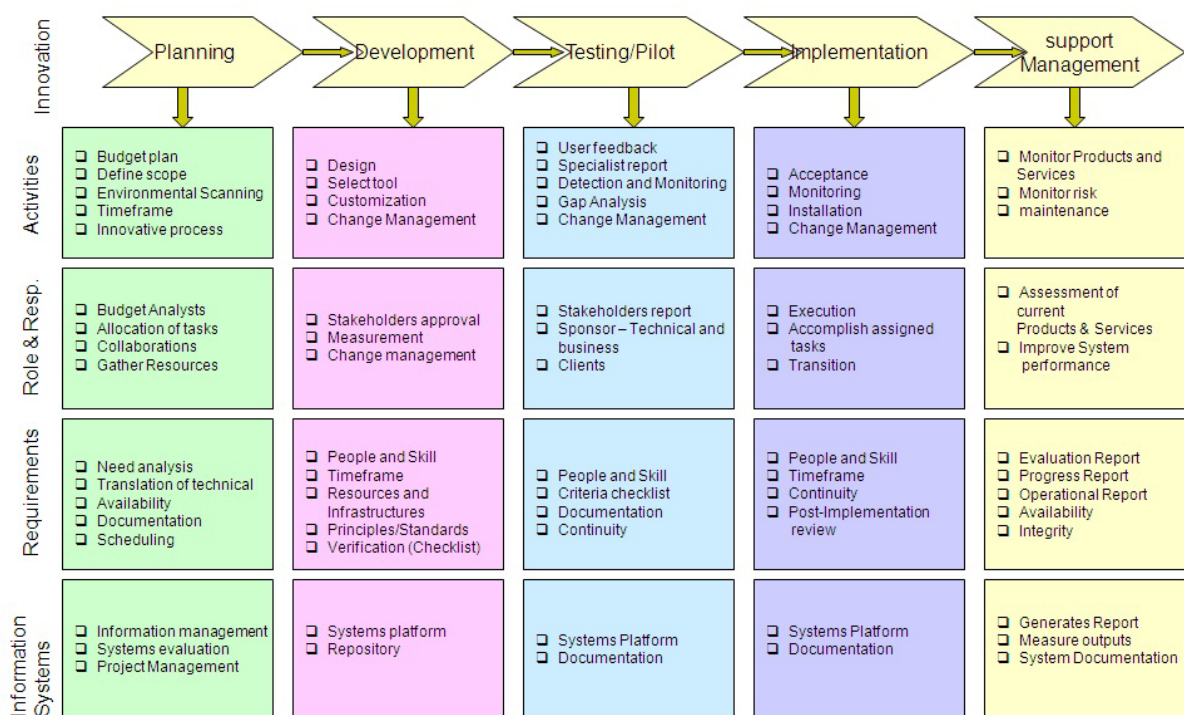 Innovation
Planning
Development
Testing/Pilot
Implementation
support
Management
Activities
Budget plan
Define scope
Environmental Scanning
Timeframe
Innovative process
Design
Select tool
Customization
Change Management
User feedback
Specialist report
Detection and Monitoring
Gap Analysis
Change Management
Acceptance
Monitoring
Installation
Change Management
Monitor Products and
Services
Monitor risk
maintenance
Role & Resp.
Budget Analysts
Allocation of tasks
Collaborations
Gather Resources
Stakeholders approval
Measurement
Change management
Stakeholders report
Sponsor – Technical and
business
Clients
Execution
Accomplish assigned
tasks
Transition
Assessment of
current
Products & Services
Improve System
performance
Requirements
Need analysis
Translation of technical
Availability
Documentation
Scheduling
People and Skill
Timeframe
Resources and
Infrastructures
Principles/Standards
Verification (Checklist)
People and Skill
Criteria checklist
Documentation
Continuity
People and Skill
Timeframe
Continuity
Post-Implementation
review
Evaluation Report
Progress Report
Operational Report
Availability
Integrity
Information
Systems
Information management
Systems evaluation
Project Management
Systems platform
Repository
Systems Platform
Documentation
Systems Platform
Documentation
Generates Report
Measure outputs
System Documentation